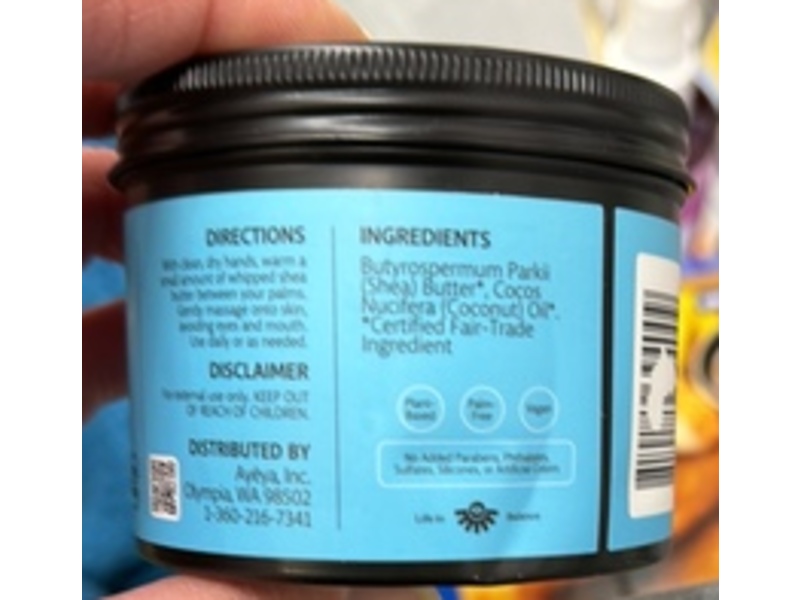 DIRECTIONS
With clean, dry hands, warm a
small amount of whipped shea
butter between your palms.
Gently massage onto skin,
avoiding eyes and mouth.
Use daily or as needed.
DISCLAIMER
For external use only. KEEP OUT
OF REACH OF CHILDREN.
DISTRIBUTED BY
Ayéya, Inc.
Olympia, WA 98502
1-360-216-7341
INGREDIENTS
Butyrospermum Parkii
(Shea) Butter*, Cocos
Nucifera (Coconut) Oil*.
*Certified Fair-Trade
Ingredient
Plant-
Based
Palm-
Free
Vegan
No Added Parabens, Phthalates,
Sulfates, Silicones, or Artificial Colors.
Life In Balance